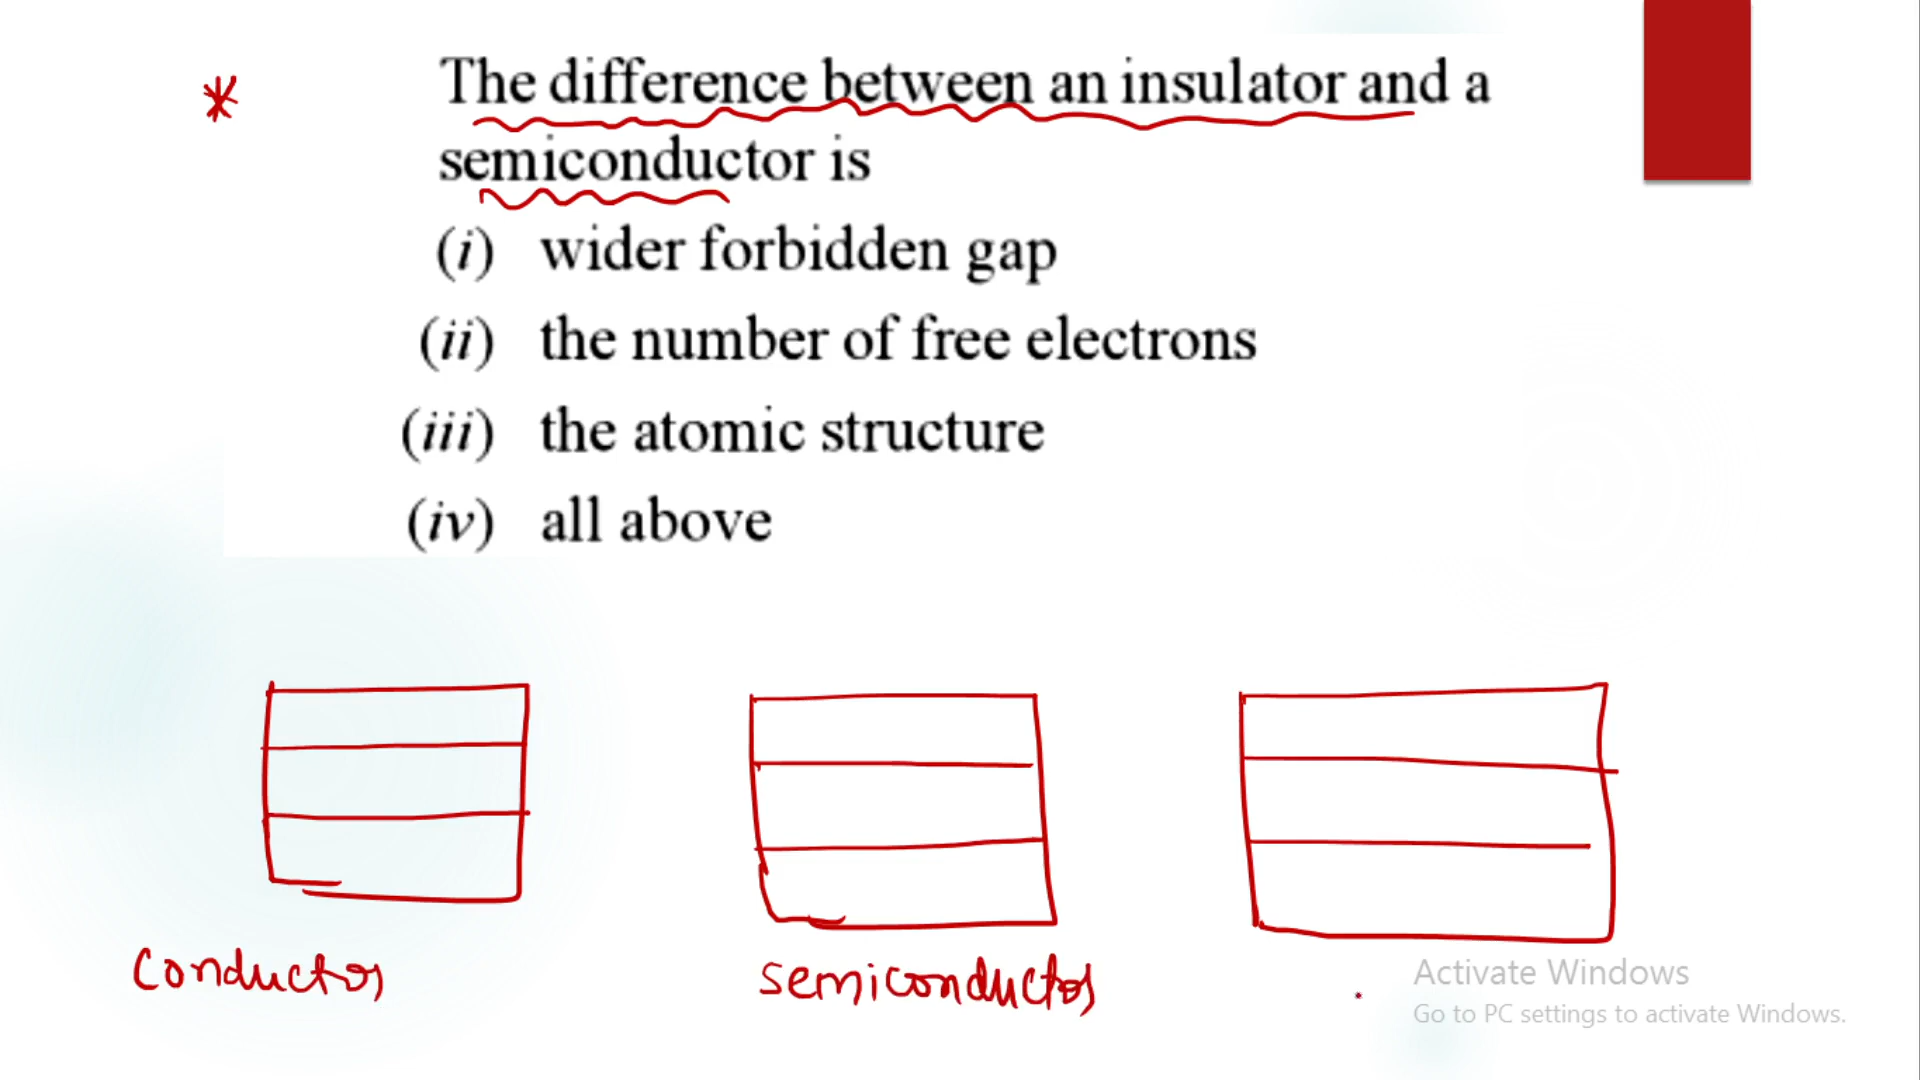 * The difference between an insulator and a
semiconductor is
(i) wider forbidden gap
(ii) the number of free electrons
(iii) the atomic structure
(iv) all above
Conductor semiconductor
Activate Windows
Go to PC settings to activate Windows.